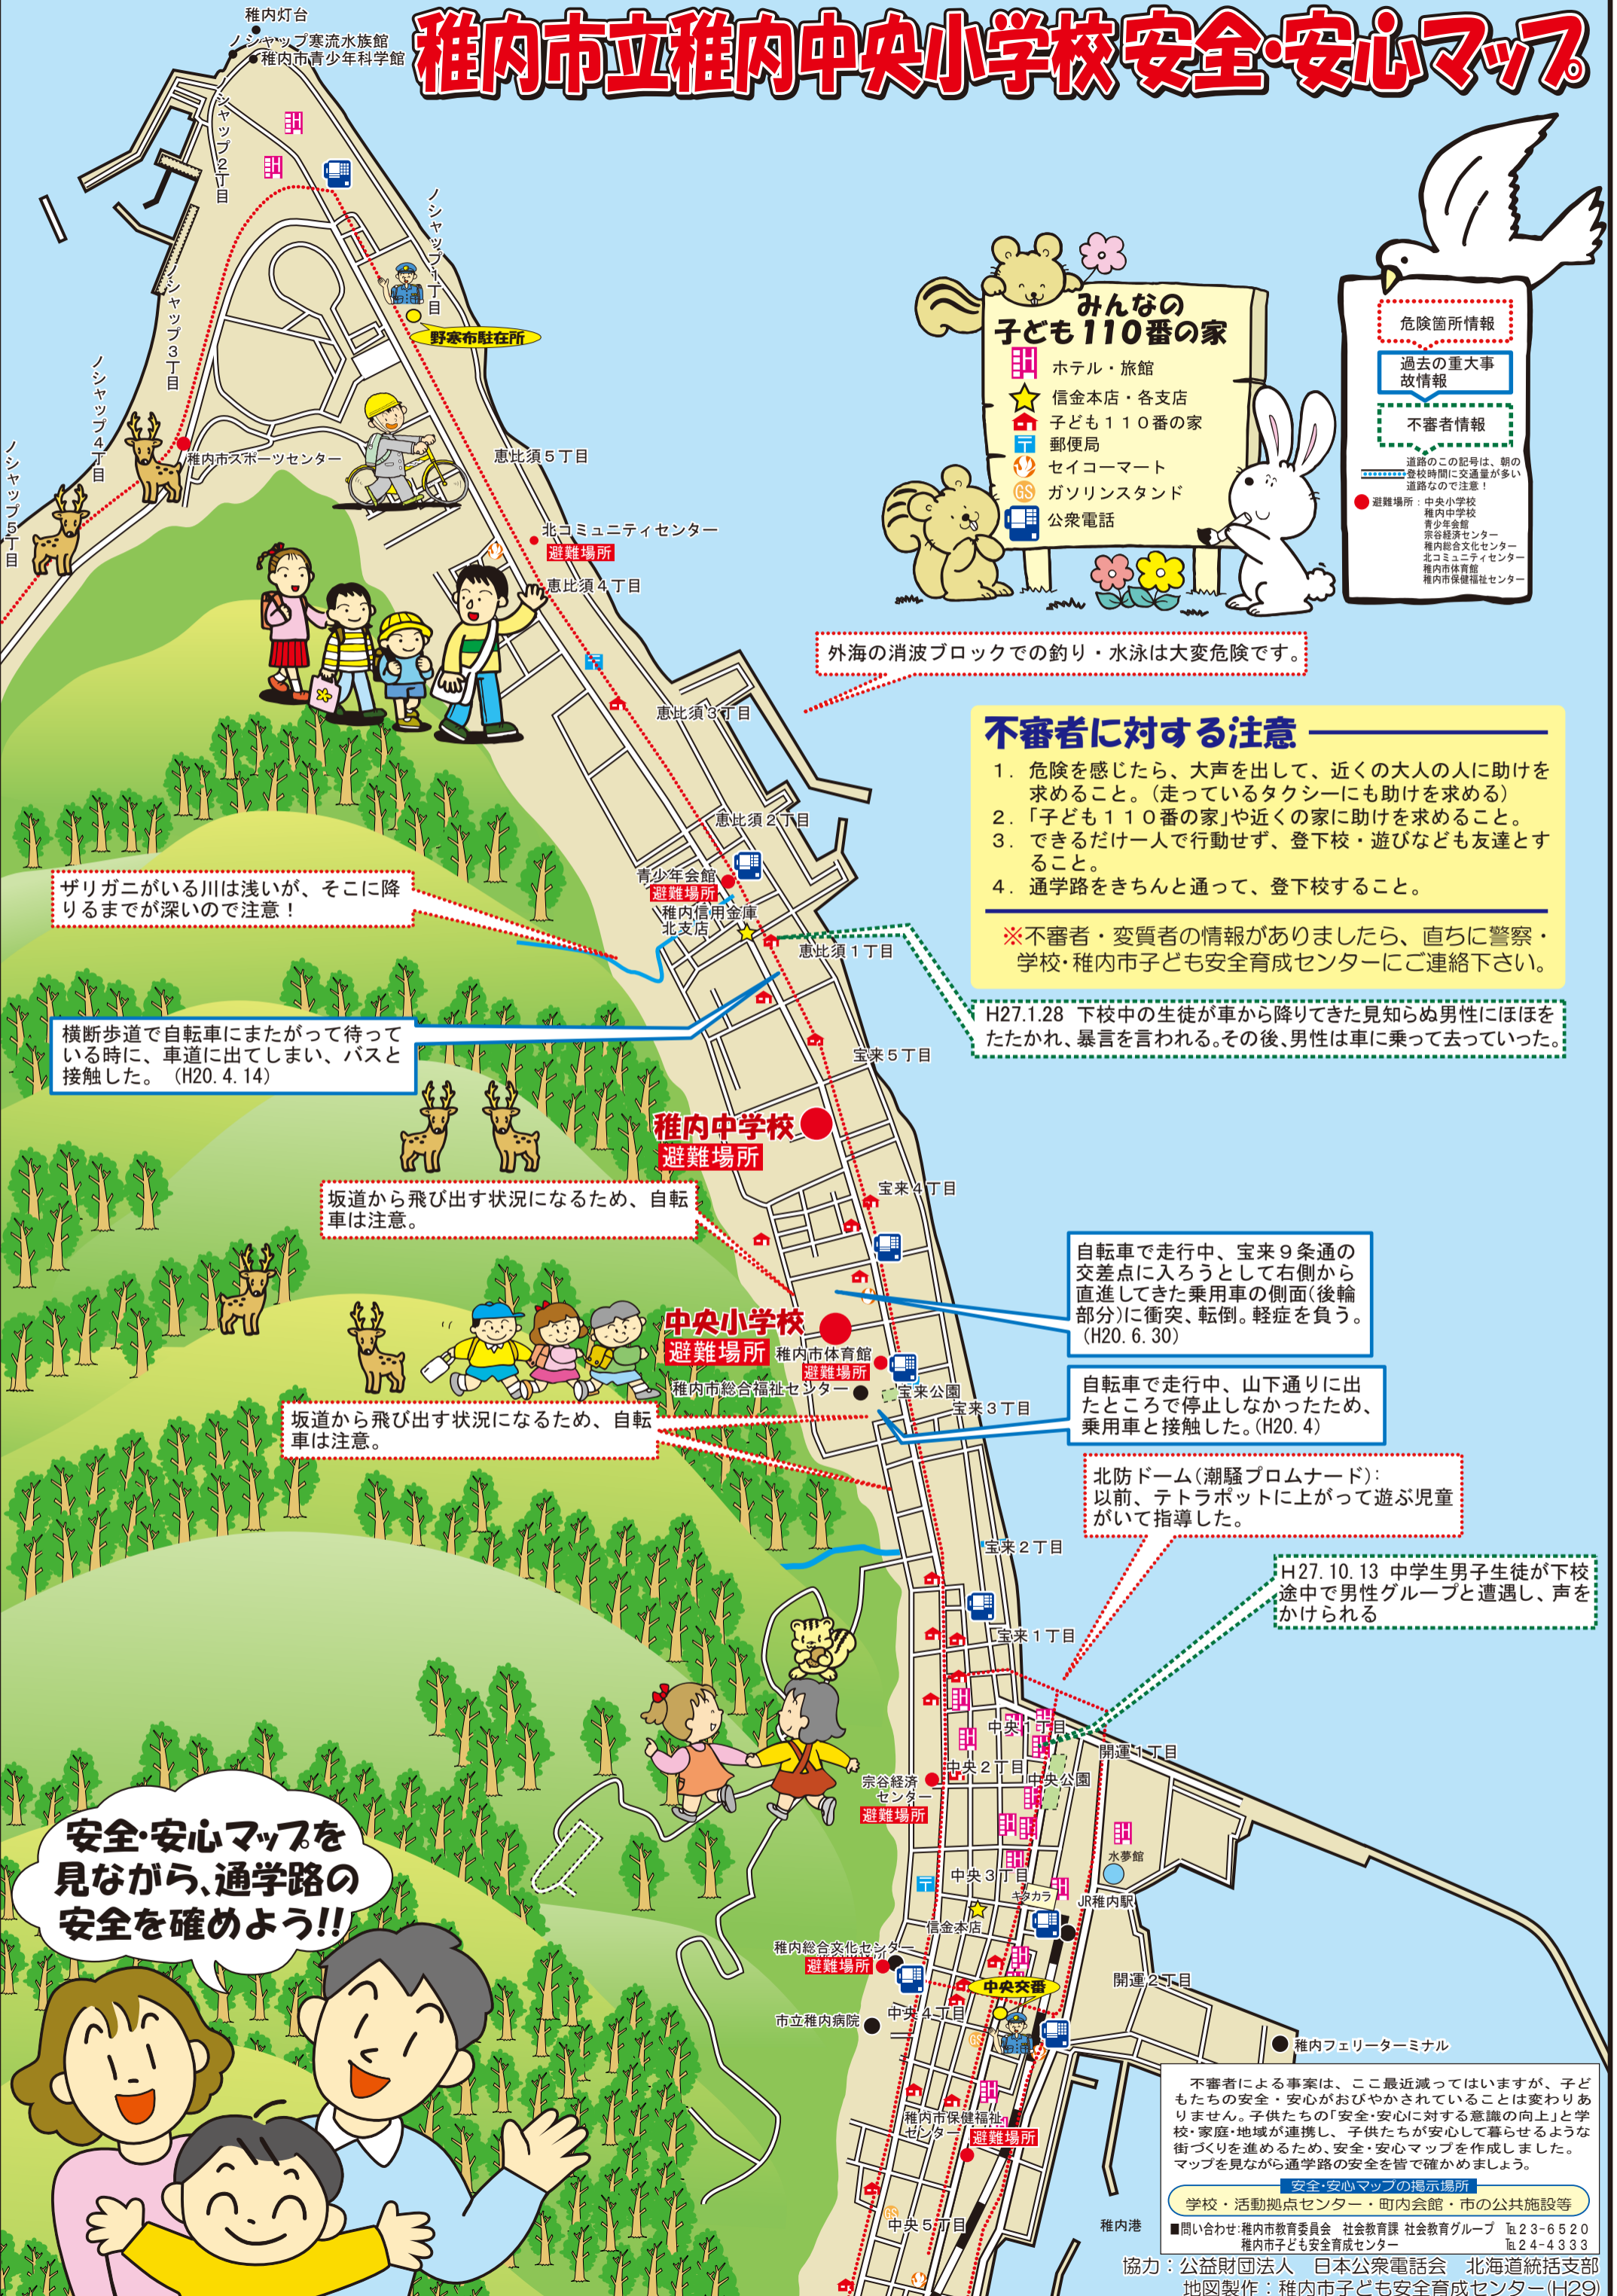 稚内市立稚内中央小学校 安全・安心マップ
稚内灯台
ノシャップ寒流水族館
稚内市青少年科学館
ノシャップ2丁目
ノシャップ1丁目
ノシャップ3丁目
ノシャップ4丁目
ノシャップ5丁目
野寒布駐在所
稚内市スポーツセンター
恵比須5丁目
北コミュニティセンター
避難場所
恵比須4丁目
みんなの
子ども110番の家
ホテル・旅館
信金本店・各支店
子ども110番の家
郵便局
セイコーマート
GS ガソリンスタンド
公衆電話
危険箇所情報
過去の重大事
故情報
不審者情報
道路のこの記号は、朝の
登校時間に交通量が多い
道路なので注意!
避難場所:中央小学校
稚内中学校
青少年会館
宗谷経済センター
稚内総合文化センター
北コミュニティセンター
稚内市体育館
稚内市保健福祉センター
外海の消波ブロックでの釣り・水泳は大変危険です。
恵比須3丁目
不審者に対する注意
1. 危険を感じたら、大声を出して、近くの大人の人に助けを
求めること。(走っているタクシーにも助けを求める)
2.「子ども110番の家」や近くの家に助けを求めること。
3. できるだけ一人で行動せず、登下校・遊びなども友達とす
ること。
4. 通学路をきちんと通って、登下校すること。
※不審者・変質者の情報がありましたら、直ちに警察・
学校・稚内市子ども安全育成センターにご連絡下さい。
恵比須2丁目
青少年会館
避難場所
稚内信用金庫
北支店
恵比須1丁目
ザリガニがいる川は浅いが、そこに降
りるまでが深いので注意!
H27.1.28 下校中の生徒が車から降りてきた見知らぬ男性にほほを
たたかれ、暴言を言われる。その後、男性は車に乗って去っていった。
横断歩道で自転車にまたがって待って
いる時に、車道に出てしまい、バスと
接触した。 (H20.4.14)
宝来5丁目
稚内中学校
避難場所
宝来4丁目
坂道から飛び出す状況になるため、自転
車は注意。
自転車で走行中、宝来9条通の
交差点に入ろうとして右側から
直進してきた乗用車の側面(後輪
部分)に衝突、転倒。軽症を負う。
(H20.6.30)
中央小学校
避難場所
稚内市体育館
避難場所
稚内市総合福祉センター
宝来公園
宝来3丁目
自転車で走行中、山下通りに出
たところで停止しなかったため、
乗用車と接触した。(H20.4)
坂道から飛び出す状況になるため、自転
車は注意。
北防ドーム(潮騒プロムナード):
以前、テトラポットに上がって遊ぶ児童
がいて指導した。
宝来2丁目
H27.10.13 中学生男子生徒が下校
途中で男性グループと遭遇し、声を
かけられる
宝来1丁目
中央1丁目
開運1丁目
中央2丁目
中央公園
宗谷経済
センター
避難場所
水夢館
中央3丁目
キタカラ
JR稚内駅
信金本店
稚内総合文化センター
避難場所
中央交番
開運2丁目
中央4丁目
市立稚内病院
GS
稚内フェリーターミナル
稚内市保健福祉
センター
避難場所
GS
中央5丁目
稚内港
安全・安心マップを
見ながら、通学路の
安全を確めよう!!
不審者による事案は、ここ最近減ってはいますが、子ど
もたちの安全・安心がおびやかされていることは変わりあ
りません。子供たちの「安全・安心に対する意識の向上」と学
校・家庭・地域が連携し、子供たちが安心して暮らせるような
街づくりを進めるため、安全・安心マップを作成しました。
マップを見ながら通学路の安全を皆で確かめましょう。
安全・安心マップの掲示場所
学校・活動拠点センター・町内会館・市の公共施設等
■問い合わせ:稚内市教育委員会 社会教育課 社会教育グループ ℡23-6520
稚内市子ども安全育成センター ℡24-4333
協力:公益財団法人 日本公衆電話会 北海道統括支部
地図製作:稚内市子ども安全育成センター(H29)